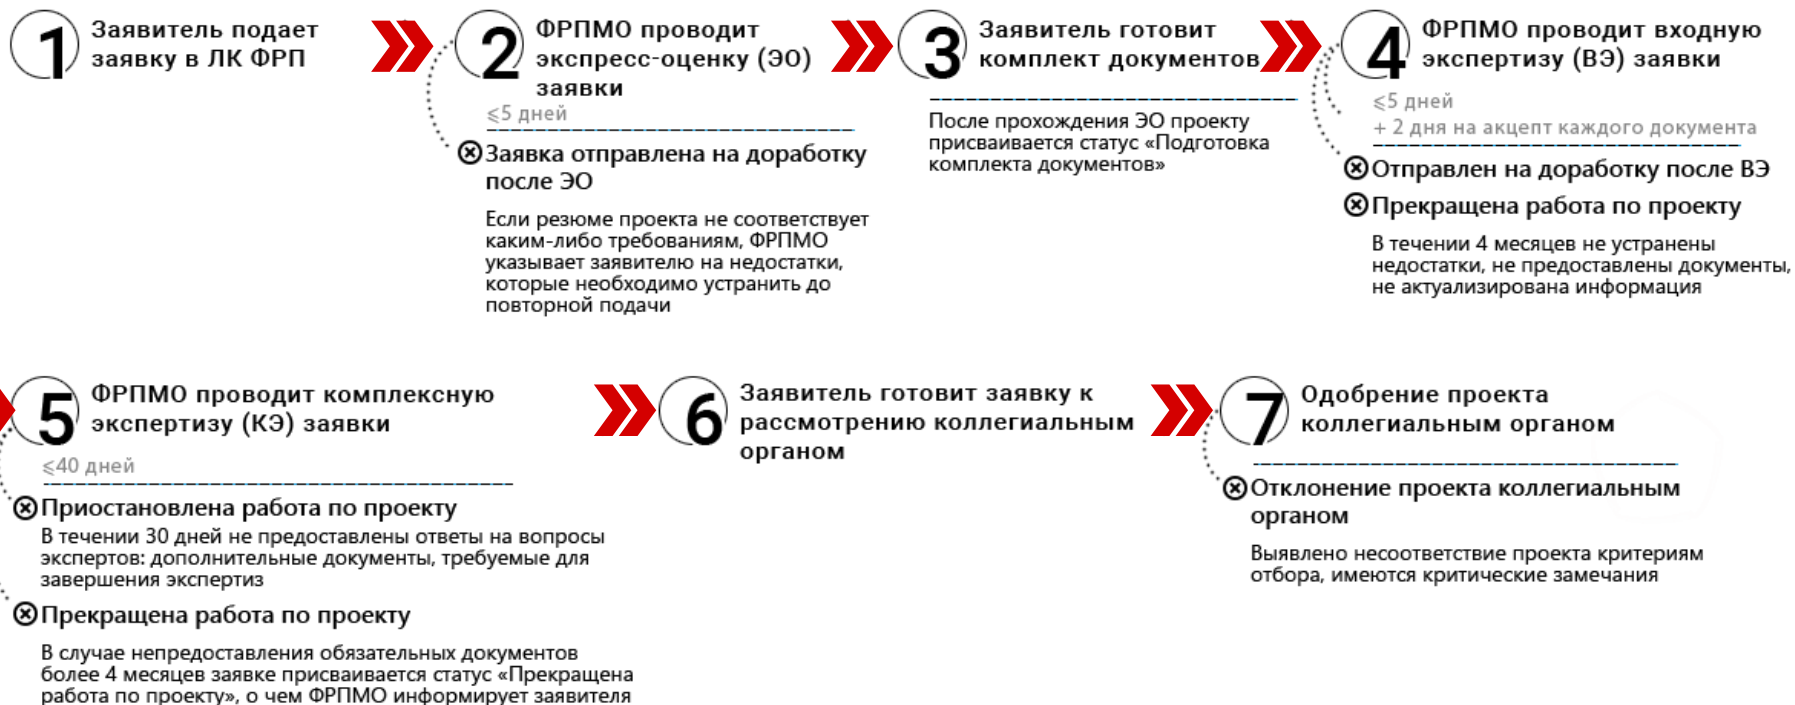 1
Заявитель подает
заявку в ЛК ФРП
2
ФРПМО проводит
экспресс-оценку (ЭО)
заявки
⩽5 дней
Заявка отправлена на доработку
после ЭО
Если резюме проекта не соответствует
каким-либо требованиям, ФРПМО
указывает заявителю на недостатки,
которые необходимо устранить до
повторной подачи
3
Заявитель готовит
комплект документов
После прохождения ЭО проекту
присваивается статус «Подготовка
комплекта документов»
4
ФРПМО проводит входную
экспертизу (ВЭ) заявки
⩽5 дней
+ 2 дня на акцепт каждого документа
Отправлен на доработку после ВЭ
Прекращена работа по проекту
В течении 4 месяцев не устранены
недостатки, не предоставлены документы,
не актуализирована информация
5
ФРПМО проводит комплексную
экспертизу (КЭ) заявки
⩽40 дней
Приостановлена работа по проекту
В течении 30 дней не предоставлены ответы на вопросы
экспертов: дополнительные документы, требуемые для
завершения экспертиз
Прекращена работа по проекту
В случае непредоставления обязательных документов
более 4 месяцев заявке присваивается статус «Прекращена
работа по проекту», о чем ФРПМО информирует заявителя
6
Заявитель готовит заявку к
рассмотрению коллегиальным
органом
7
Одобрение проекта
коллегиальным органом
Отклонение проекта коллегиальным
органом
Выявлено несоответствие проекта критериям
отбора, имеются критические замечания